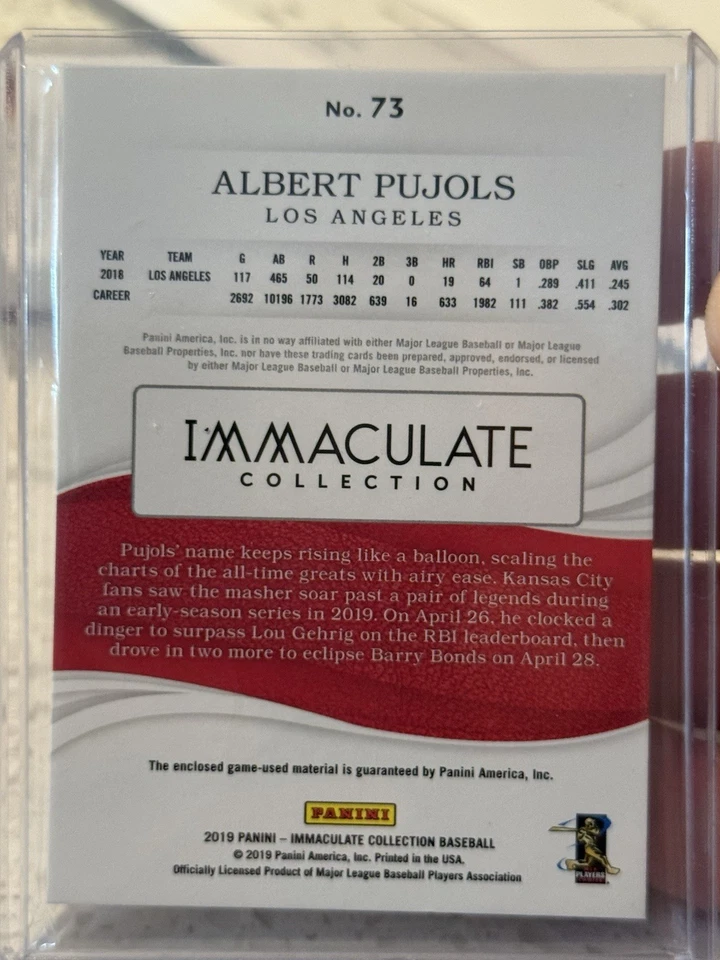 No. 73
ALBERT PUJOLS
LOS ANGELES
YEAR TEAM G AB R H 2B 3B HR RBI SB OBP SLG AVG
2018 LOS ANGELES 117 465 50 114 20 0 19 64 1 .289 .411 .245
CAREER 2692 10196 1773 3082 639 16 633 1982 111 .382 .554 .302
Panini America, Inc. is in no way affiliated with either Major League Baseball or Major League
Baseball Properties, Inc. nor have these trading cards been prepared, approved, endorsed, or licensed
by either Major League Baseball or Major League Baseball Properties, Inc.
IMMACULATE
COLLECTION
Pujols' name keeps rising like a balloon, scaling the
charts of the all-time greats with airy ease. Kansas City
fans saw the masher soar past a pair of legends during
an early-season series in 2019. On April 26, he clocked a
dinger to surpass Lou Gehrig on the RBI leaderboard, then
drove in two more to eclipse Barry Bonds on April 28.
The enclosed game-used material is guaranteed by Panini America, Inc.
PANINI
2019 PANINI – IMMACULATE COLLECTION BASEBALL
© 2019 Panini America, Inc. Printed in the USA.
Officially Licensed Product of Major League Baseball Players Association
PLAYERS